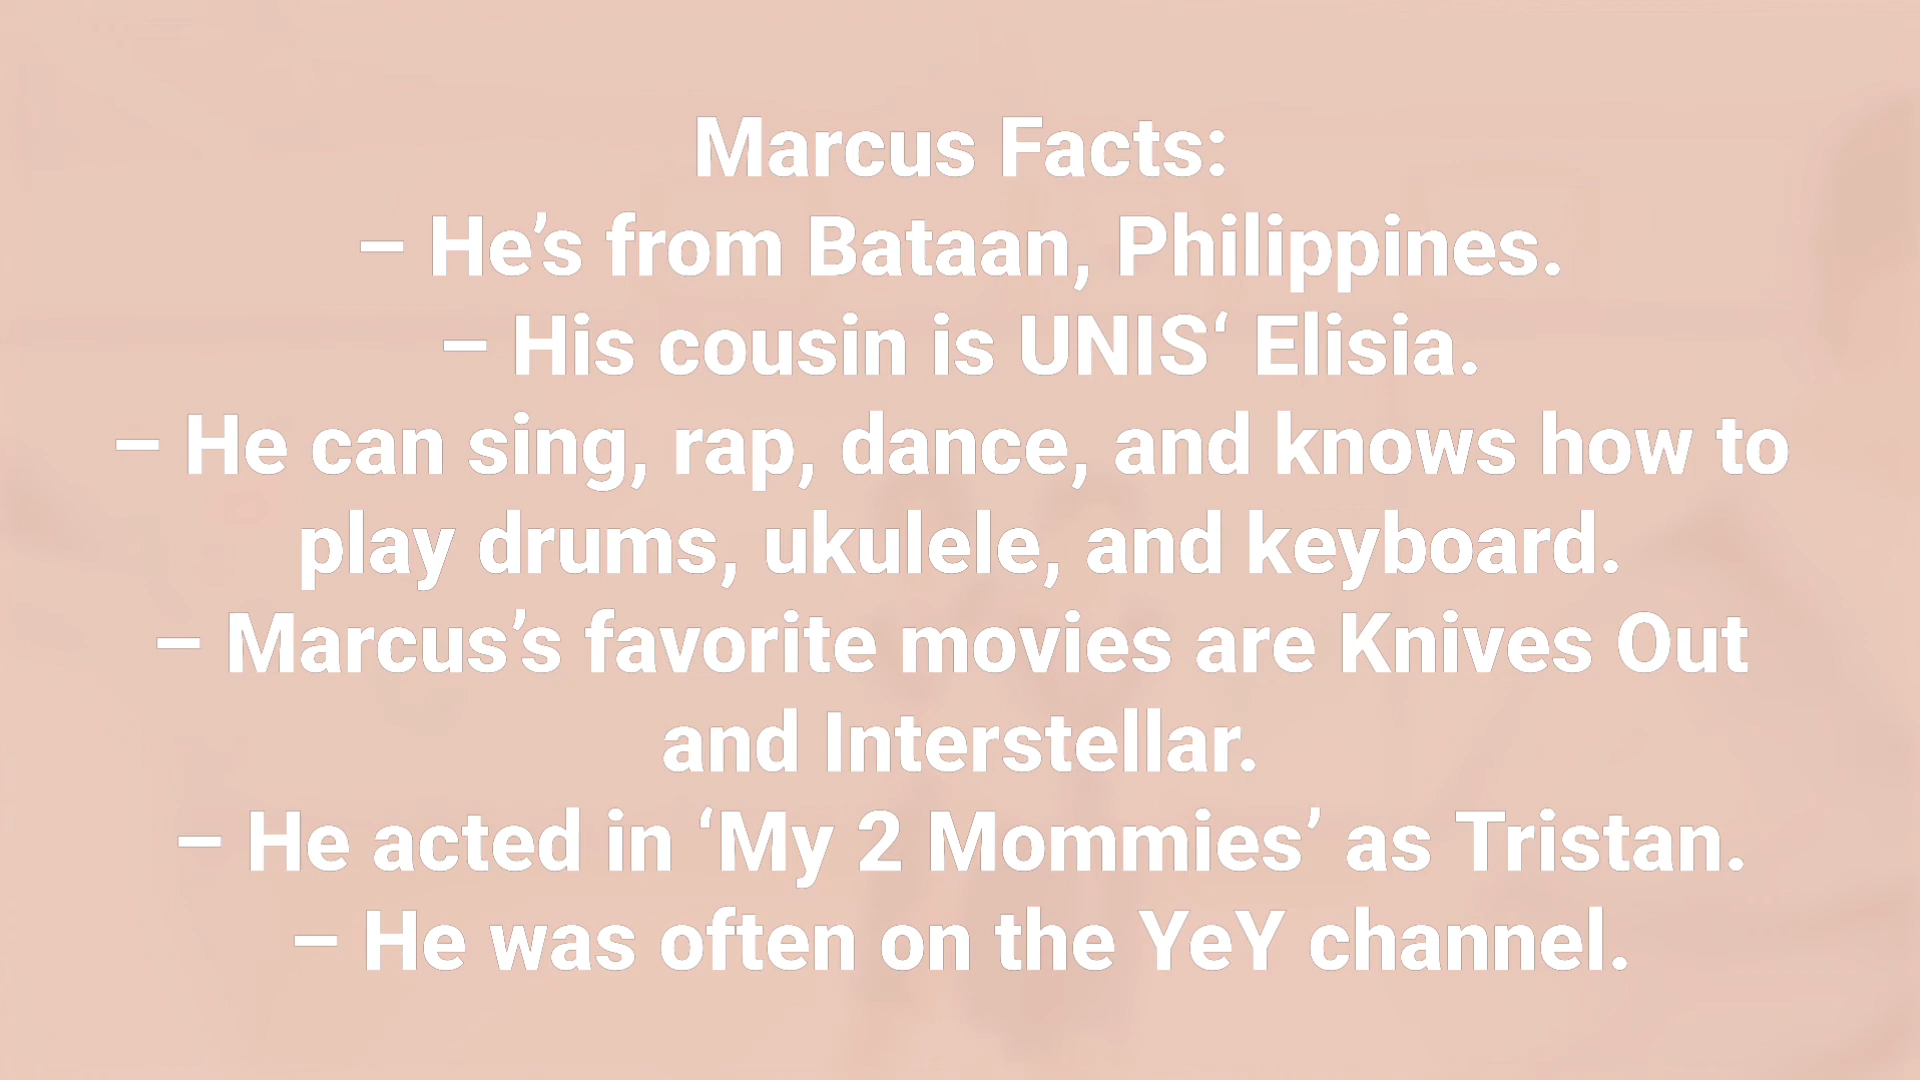 Marcus Facts:
– He’s from Bataan, Philippines.
– His cousin is UNIS‘ Elisia.
– He can sing, rap, dance, and knows how to
play drums, ukulele, and keyboard.
– Marcus’s favorite movies are Knives Out
and Interstellar.
– He acted in ‘My 2 Mommies’ as Tristan.
– He was often on the YeY channel.